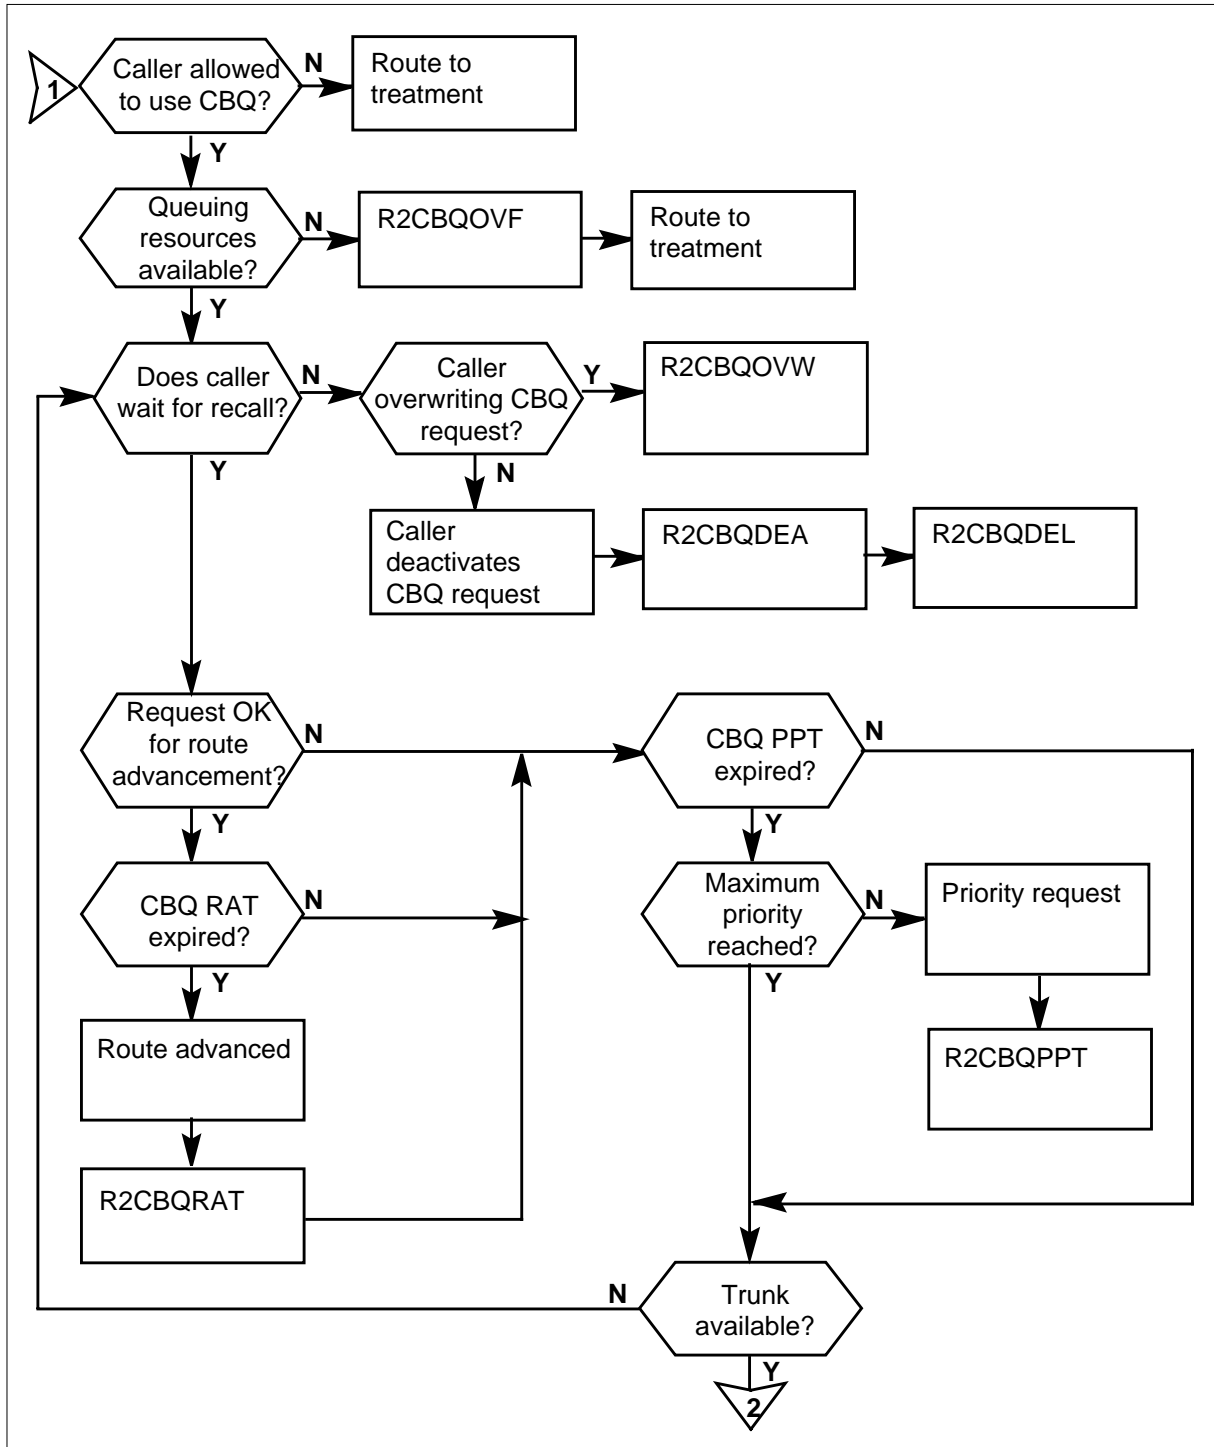 1
Caller allowed
to use CBQ?
N
Route to
treatment
Y
Queuing
resources
available?
N
R2CBQOVF
Route to
treatment
Y
Does caller
wait for recall?
N
Caller
overwriting CBQ
request?
Y
R2CBQOVW
Y
N
Caller
deactivates
CBQ request
R2CBQDEA
R2CBQDEL
Request OK
for route
advancement?
N
CBQ PPT
expired?
N
Y
Y
CBQ RAT
expired?
N
Maximum
priority
reached?
N
Priority request
Y
Y
Route advanced
R2CBQPPT
R2CBQRAT
N
Trunk
available?
Y
2